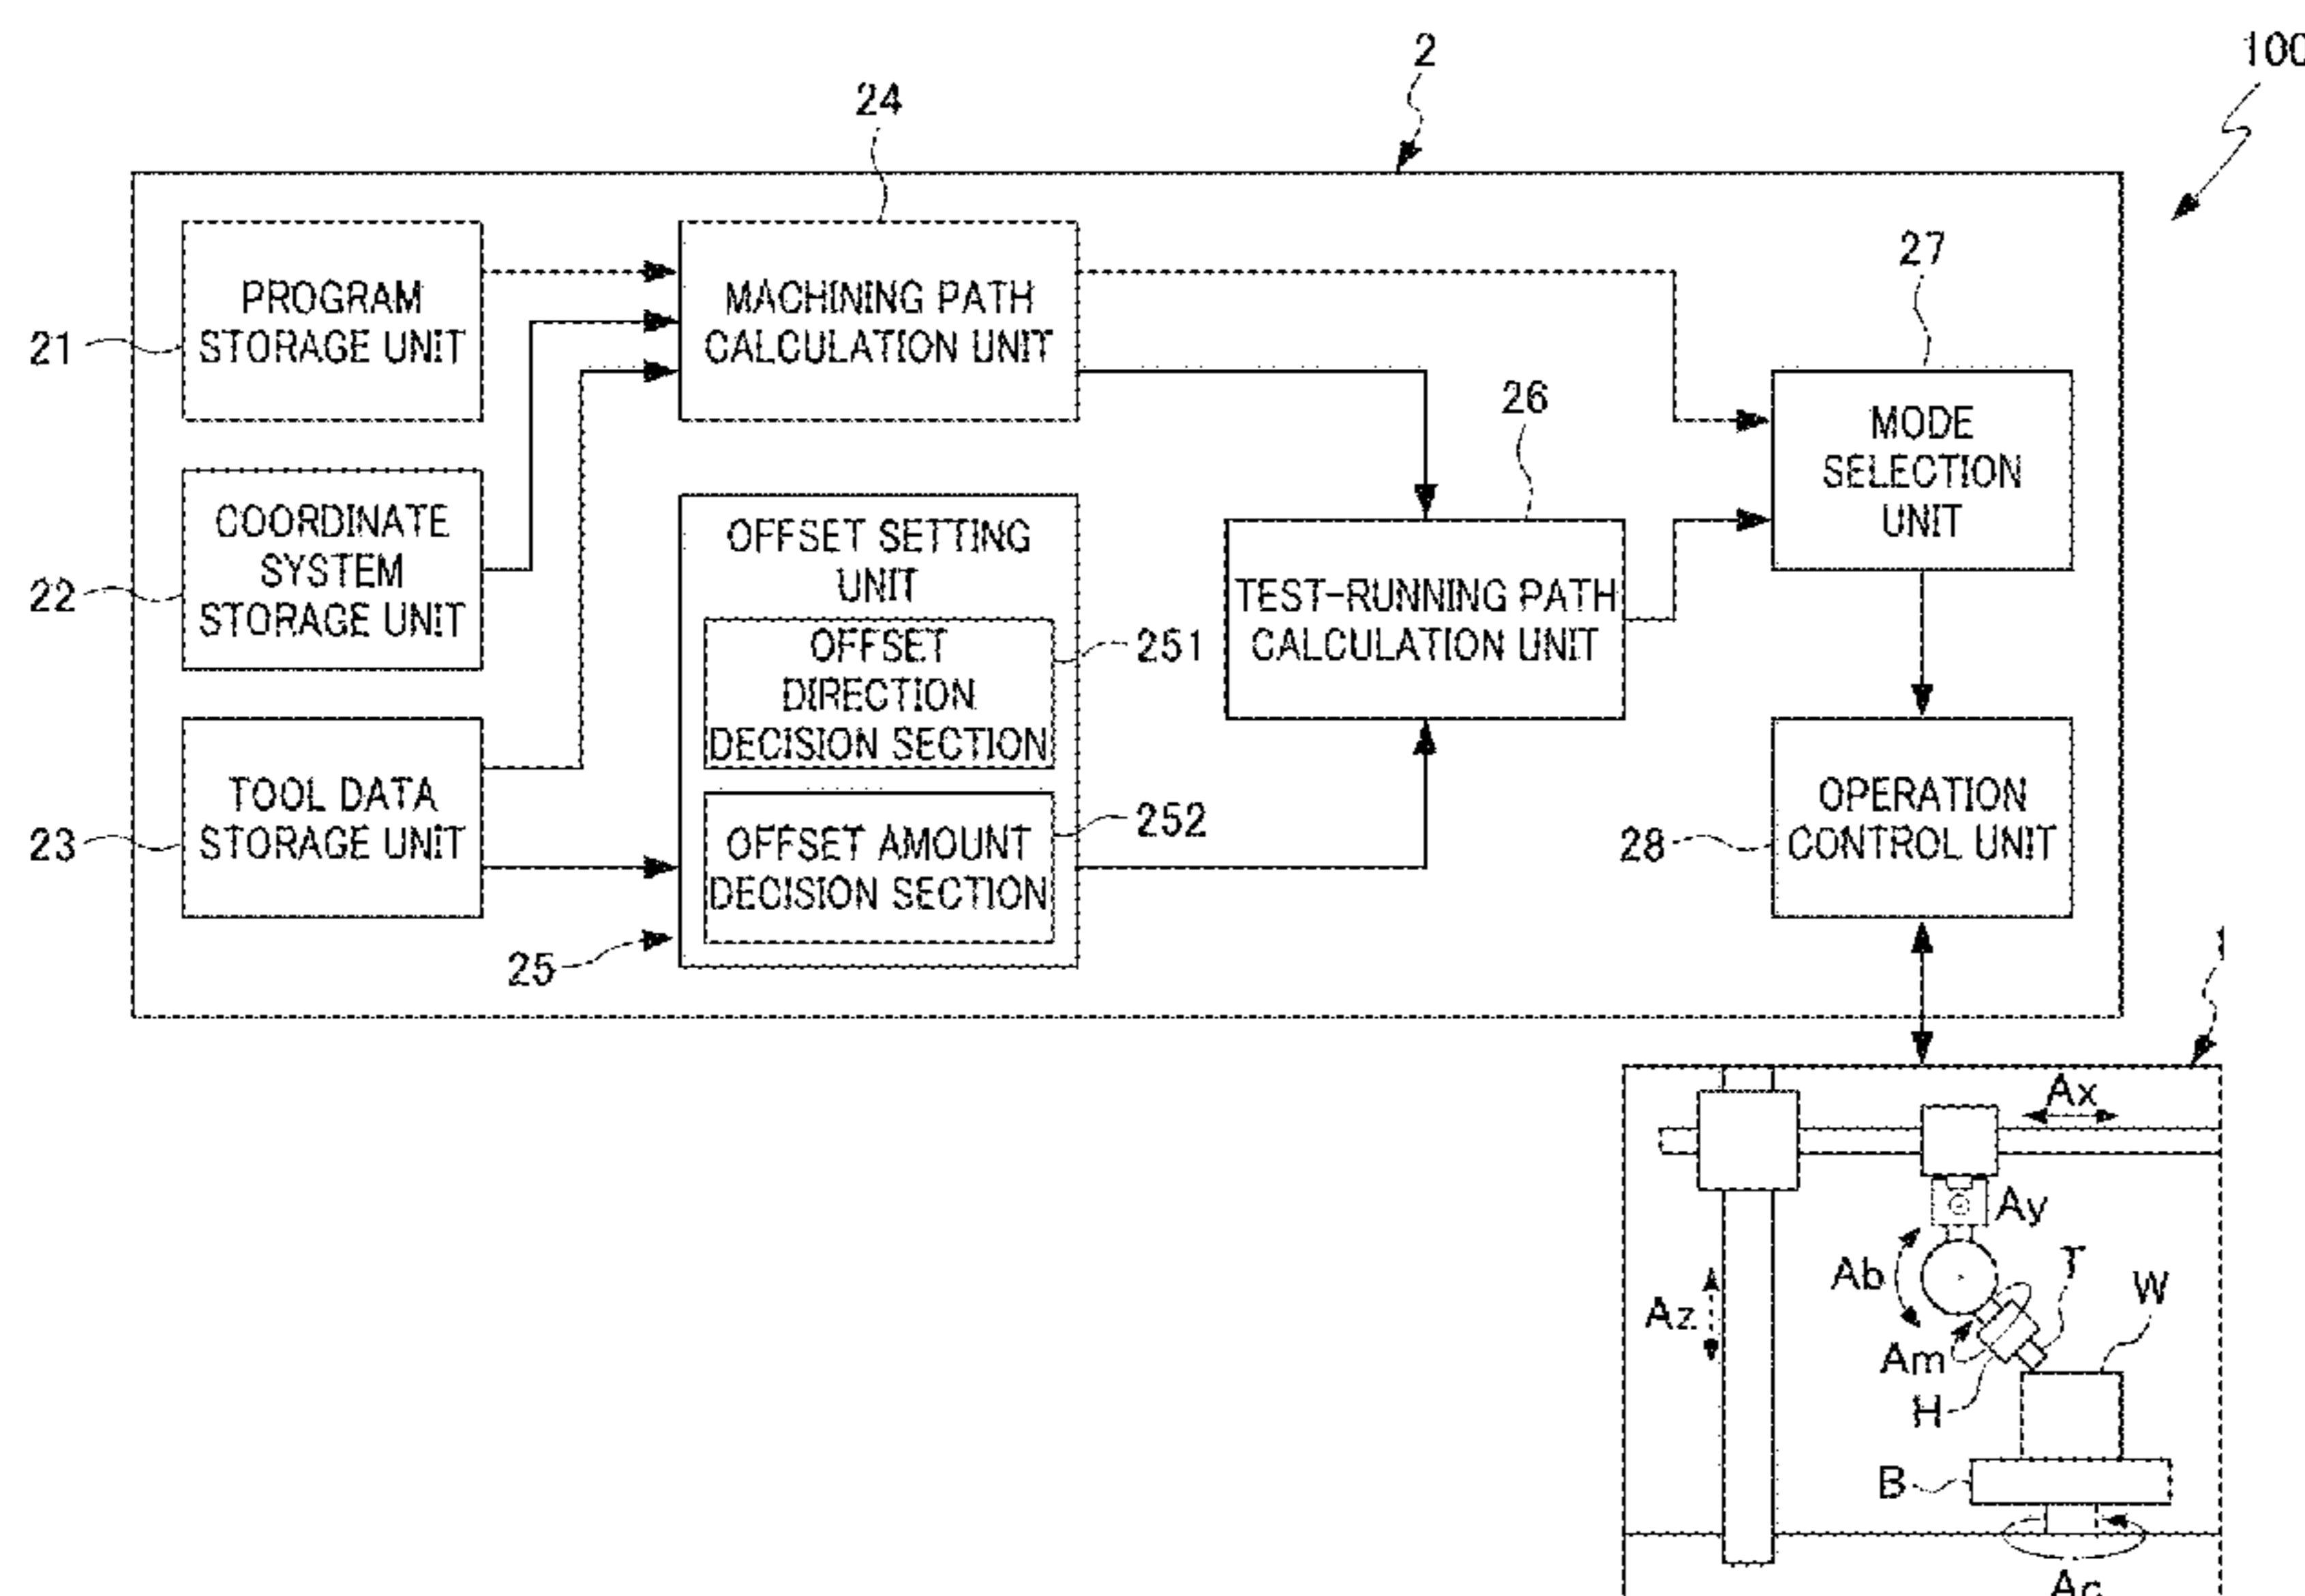 2
100
24
27
PROGRAM
STORAGE UNIT
21
MACHINING PATH
CALCULATION UNIT
26
MODE
SELECTION
UNIT
COORDINATE
SYSTEM
STORAGE UNIT
22
OFFSET SETTING
UNIT
OFFSET
DIRECTION
DECISION SECTION
251
TEST-RUNNING PATH
CALCULATION UNIT
TOOL DATA
STORAGE UNIT
23
OFFSET AMOUNT
DECISION SECTION
252
25
OPERATION
CONTROL UNIT
28
1
Ax
Ay
Ab
T
W
Az
Am
H
B
Ac